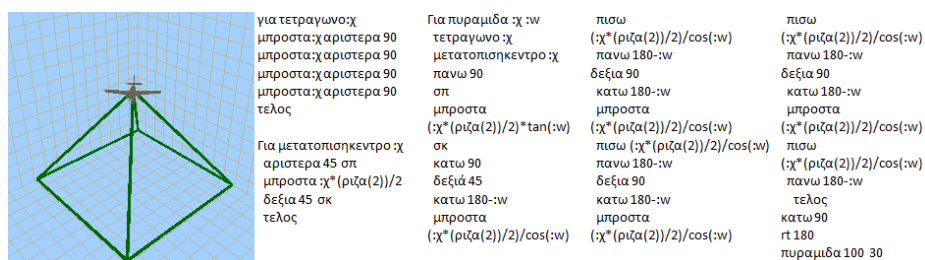 για τετραγωνο:χ
μπροστα:χ αριστερα 90
μπροστα:χ αριστερα 90
μπροστα:χ αριστερα 90
μπροστα:χ αριστερα 90
τελος
Για μετατοπισηκεντρο :χ
αριστερα 45 σπ
μπροστα :χ*(ριζα(2))/2
δεξια 45 σκ
τελος
Για πυραμιδα :χ :w
τετραγωνο :χ
μετατοπισηκεντρο :χ
πανω 90
σπ
μπροστα
(:χ*(ριζα(2))/2)*tan(:w)
σκ
κατω 90
δεξιά 45
κατω 180-:w
μπροστα
(:χ*(ριζα(2))/2)/cos(:w)
πισω
(:χ*(ριζα(2))/2)/cos(:w)
πανω 180-:w
δεξια 90
κατω 180-:w
μπροστα
(:χ*(ριζα(2))/2)/cos(:w)
πισω (:χ*(ριζα(2))/2)/cos(:w)
πανω 180-:w
δεξια 90
κατω 180-:w
μπροστα
(:χ*(ριζα(2))/2)/cos(:w)
πισω
(:χ*(ριζα(2))/2)/cos(:w)
πανω 180-:w
δεξια 90
κατω 180-:w
μπροστα
(:χ*(ριζα(2))/2)/cos(:w)
πισω
(:χ*(ριζα(2))/2)/cos(:w)
πανω 180-:w
τελος
κατω 90
rt 180
πυραμιδα 100 30